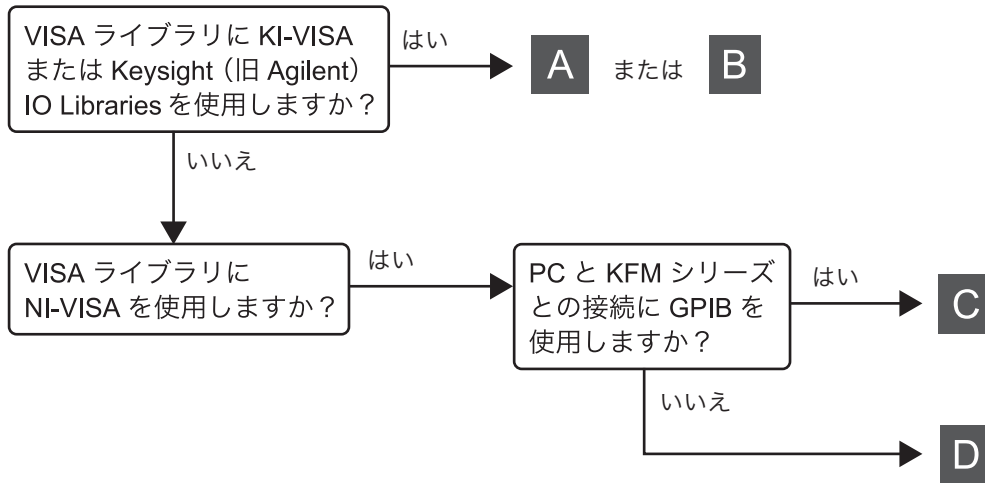 VISA ライブラリに KI-VISA
または Keysight（旧 Agilent）
IO Libraries を使用しますか？
はい
A または B
いいえ
VISA ライブラリに
NI-VISA を使用しますか？
はい
PC と KFM シリーズ
との接続に GPIB を
使用しますか？
はい
C
いいえ
D